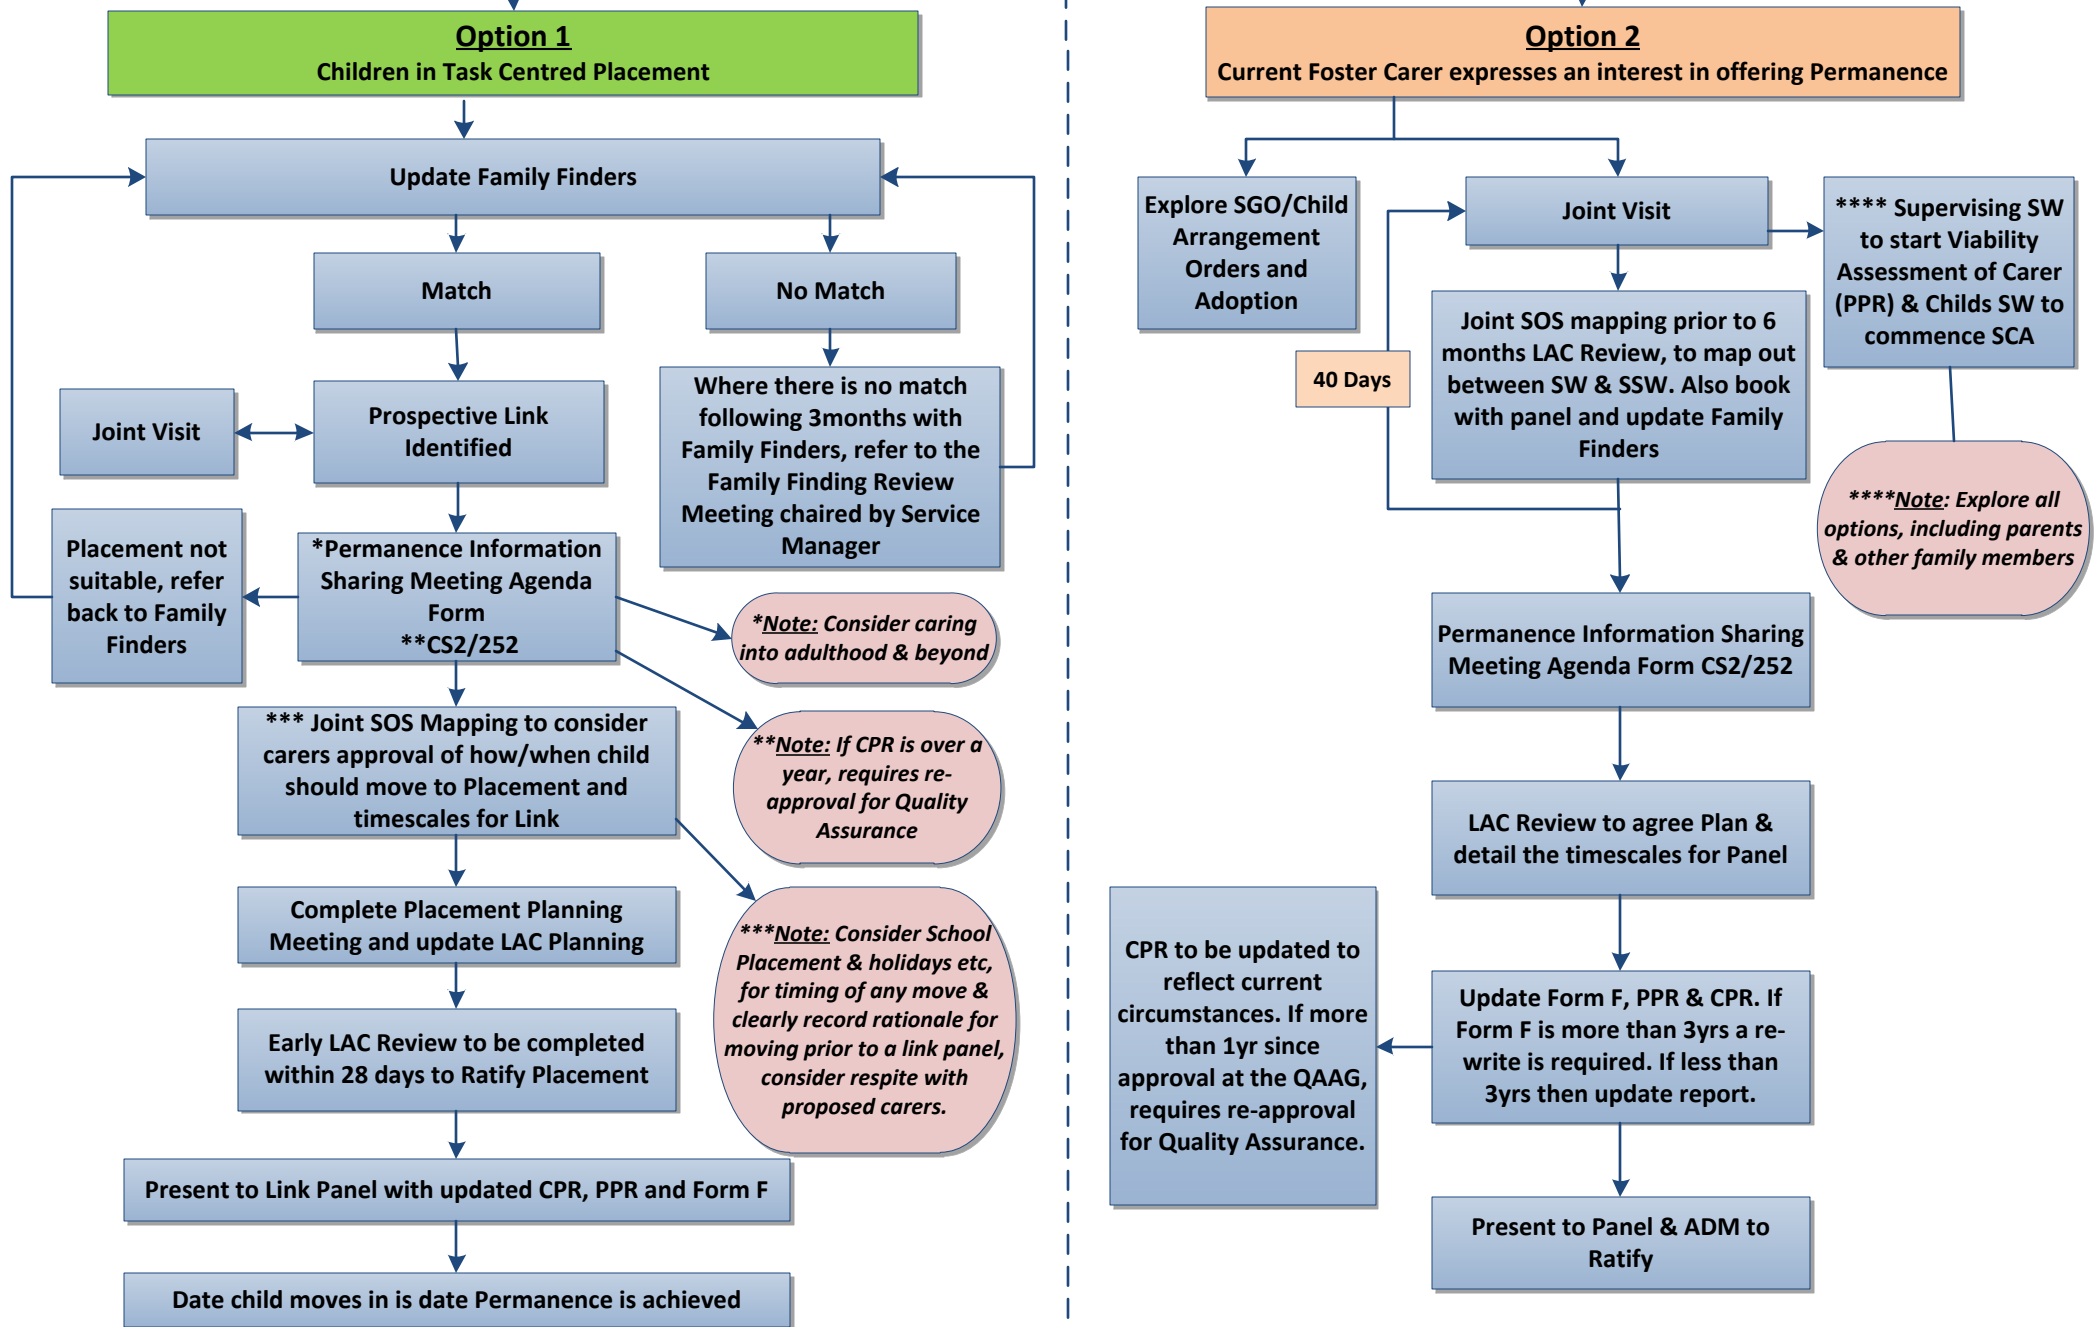 Option 1
Children in Task Centred Placement
Update Family Finders
Match
No Match
Prospective Link
Identified
Joint Visit
Where there is no match
following 3months with
Family Finders, refer to the
Family Finding Review
Meeting chaired by Service
Manager
Placement not
suitable, refer
back to Family
Finders
*Permanence Information
Sharing Meeting Agenda
Form
**CS2/252
*Note: Consider caring
into adulthood & beyond
**Note: If CPR is over a
year, requires re-
approval for Quality
Assurance
*** Joint SOS Mapping to consider
carers approval of how/when child
should move to Placement and
timescales for Link
***Note: Consider School
Placement & holidays etc,
for timing of any move &
clearly record rationale for
moving prior to a link panel,
consider respite with
proposed carers.
Complete Placement Planning
Meeting and update LAC Planning
Early LAC Review to be completed
within 28 days to Ratify Placement
Present to Link Panel with updated CPR, PPR and Form F
Date child moves in is date Permanence is achieved
Option 2
Current Foster Carer expresses an interest in offering Permanence
Explore SGO/Child
Arrangement
Orders and
Adoption
Joint Visit
**** Supervising SW
to start Viability
Assessment of Carer
(PPR) & Childs SW to
commence SCA
40 Days
Joint SOS mapping prior to 6
months LAC Review, to map out
between SW & SSW. Also book
with panel and update Family
Finders
****Note: Explore all
options, including parents
& other family members
Permanence Information Sharing
Meeting Agenda Form CS2/252
LAC Review to agree Plan &
detail the timescales for Panel
CPR to be updated to
reflect current
circumstances. If more
than 1yr since
approval at the QAAG,
requires re-approval
for Quality Assurance.
Update Form F, PPR & CPR. If
Form F is more than 3yrs a re-
write is required. If less than
3yrs then update report.
Present to Panel & ADM to
Ratify